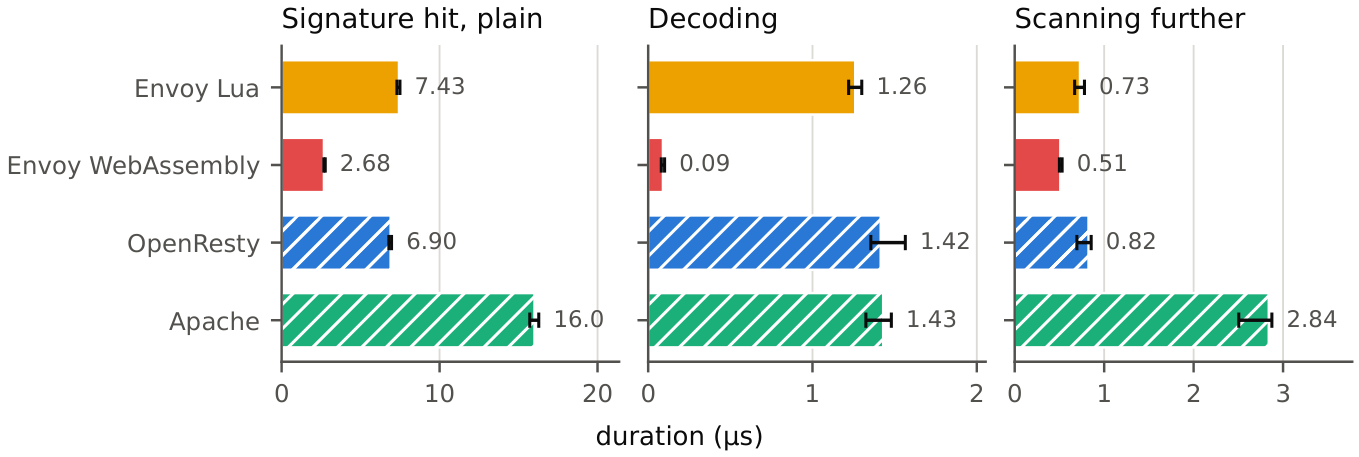 Signature hit, plain
Decoding
Scanning further
Envoy Lua
7.43
1.26
0.73
Envoy WebAssembly
2.68
0.09
0.51
OpenResty
6.90
1.42
0.82
Apache
16.0
1.43
2.84
0 10 20
0 1 2
0 1 2 3
duration (µs)